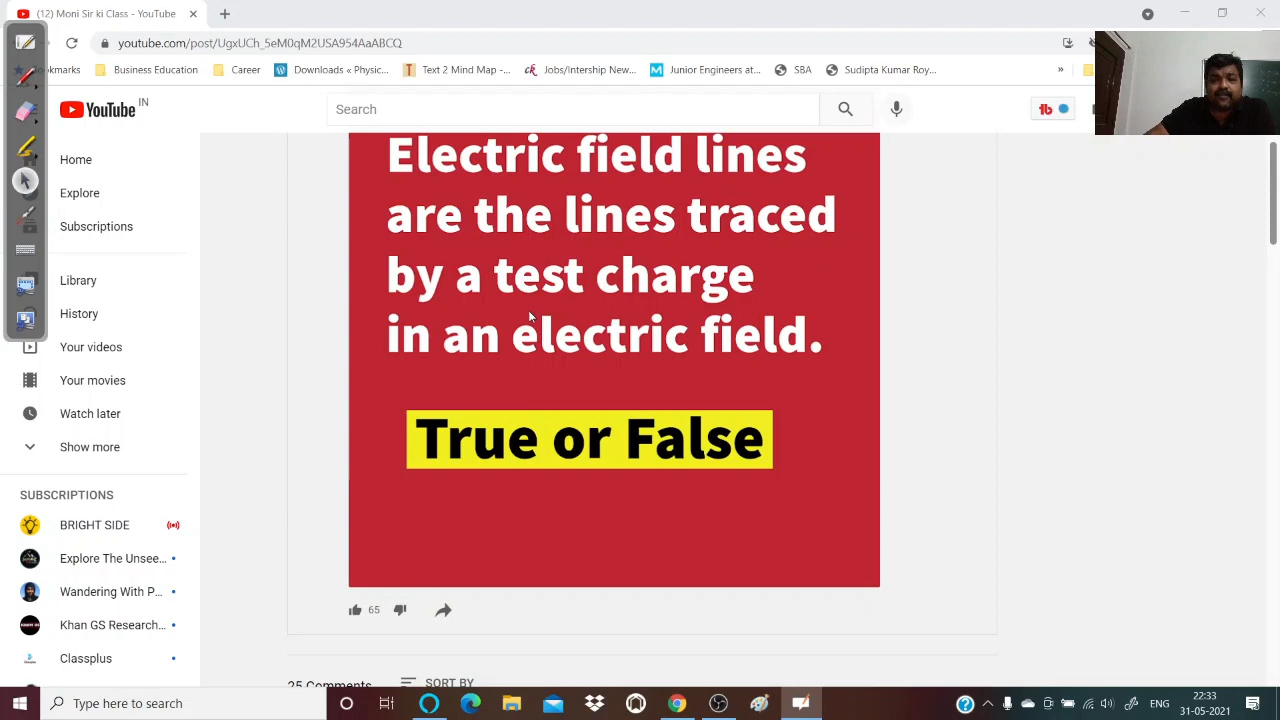 (12) Moni Sir ki Class - YouTube
youtube.com/post/UgxUCh_5eM0qM2USA954AaABCQ
ookmarks Business Education Career Downloads « Physic... Text 2 Mind Map -... Jobs/Intership New... Junior Engineers at... SBA Sudipta Kumar Roy... »
YouTube IN
Search
Home
Explore
Subscriptions
Library
History
Your videos
Your movies
Watch later
Show more
SUBSCRIPTIONS
BRIGHT SIDE
Explore The Unsee...
Wandering With P...
Khan GS Research...
Classplus
Electric field lines
are the lines traced
by a test charge
in an electric field.
True or False
65
25 Comments SORT BY
Type here to search
ENG
22:33
31-05-2021